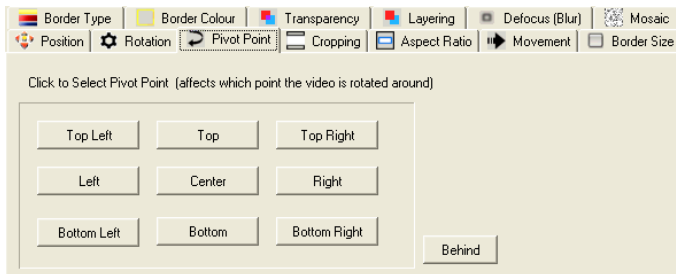 Border Type Border Colour Transparency Layering Defocus (Blur) Mosaic
Position Rotation Pivot Point Cropping Aspect Ratio Movement Border Size
Click to Select Pivot Point (affects which point the video is rotated around)
Top Left Top Top Right
Left Center Right
Bottom Left Bottom Bottom Right
Behind